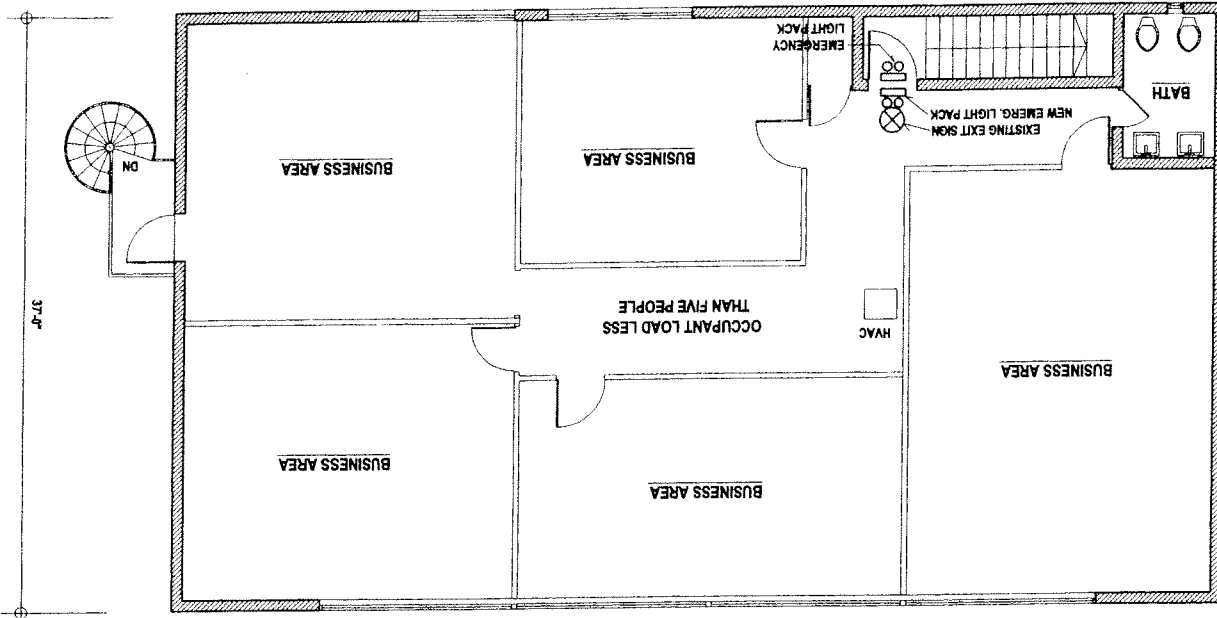 BUSINESS AREA
BUSINESS AREA
BUSINESS AREA
HVAC
OCCUPANT LOAD LESS
THAN FIVE PEOPLE
37'-0"
BUSINESS AREA
DN
BUSINESS AREA
EXISTING EXIT SIGN
NEW EMERG. LIGHT PACK
BATH
EMERGENCY
LIGHT PACK